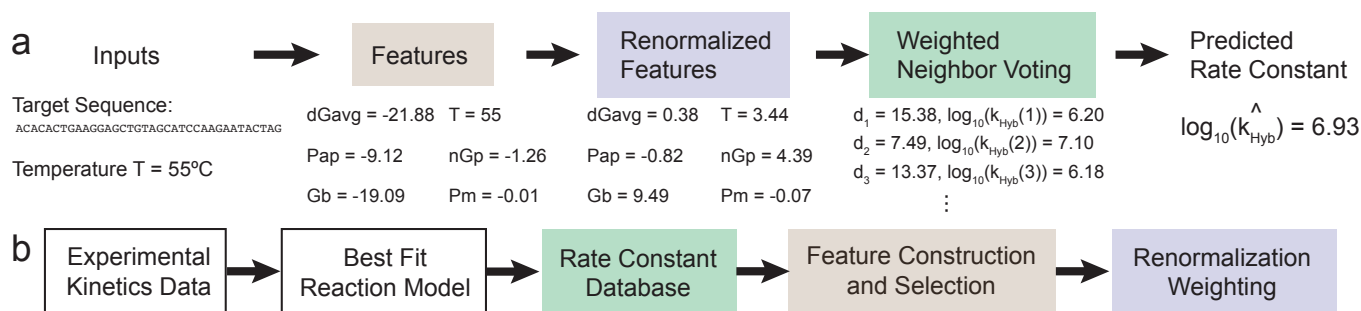 a
Inputs
Features
Renormalized
Features
Weighted
Neighbor Voting
Predicted
Rate Constant
Target Sequence:
ACACACTGAAGGAGCTGTAGCATCCAAGAATACTAG
Temperature T = 55ºC
dGavg = -21.88 T = 55
Pap = -9.12 nGp = -1.26
Gb = -19.09 Pm = -0.01
dGavg = 0.38 T = 3.44
Pap = -0.82 nGp = 4.39
Gb = 9.49 Pm = -0.07
d1 = 15.38, log10(kHyb(1)) = 6.20
d2 = 7.49, log10(kHyb(2)) = 7.10
d3 = 13.37, log10(kHyb(3)) = 6.18
⋮
log10(k̂Hyb) = 6.93
b
Experimental
Kinetics Data
Best Fit
Reaction Model
Rate Constant
Database
Feature Construction
and Selection
Renormalization
Weighting